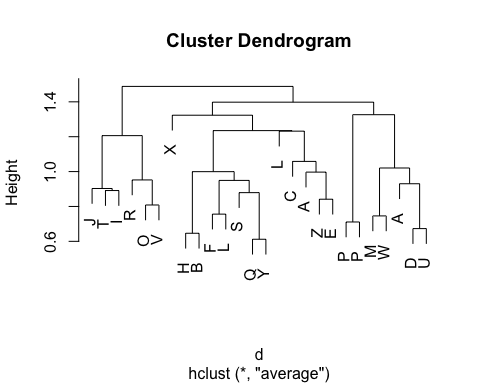 Cluster Dendrogram
Height
1.4
1.0
0.6
J
T
I
R
O
V
X
H
B
F
L
S
Q
Y
L
C
A
Z
E
P
P
M
W
A
D
U
d
hclust (*, "average")